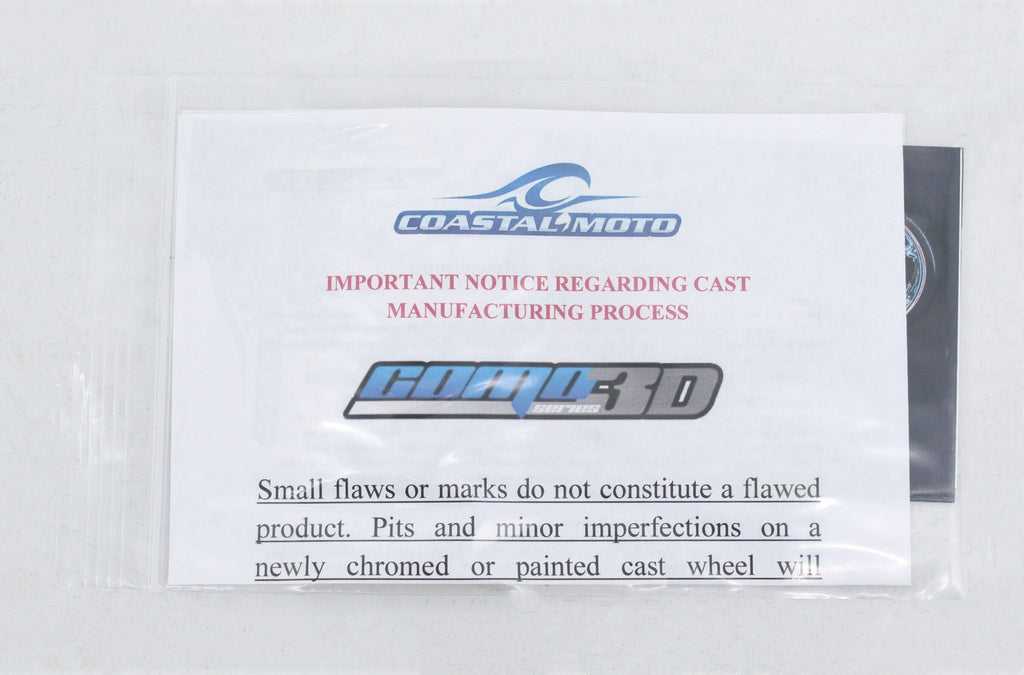 COASTAL MOTO
IMPORTANT NOTICE REGARDING CAST
MANUFACTURING PROCESS
COMO 3D
series
Small flaws or marks do not constitute a flawed
product. Pits and minor imperfections on a
newly chromed or painted cast wheel will